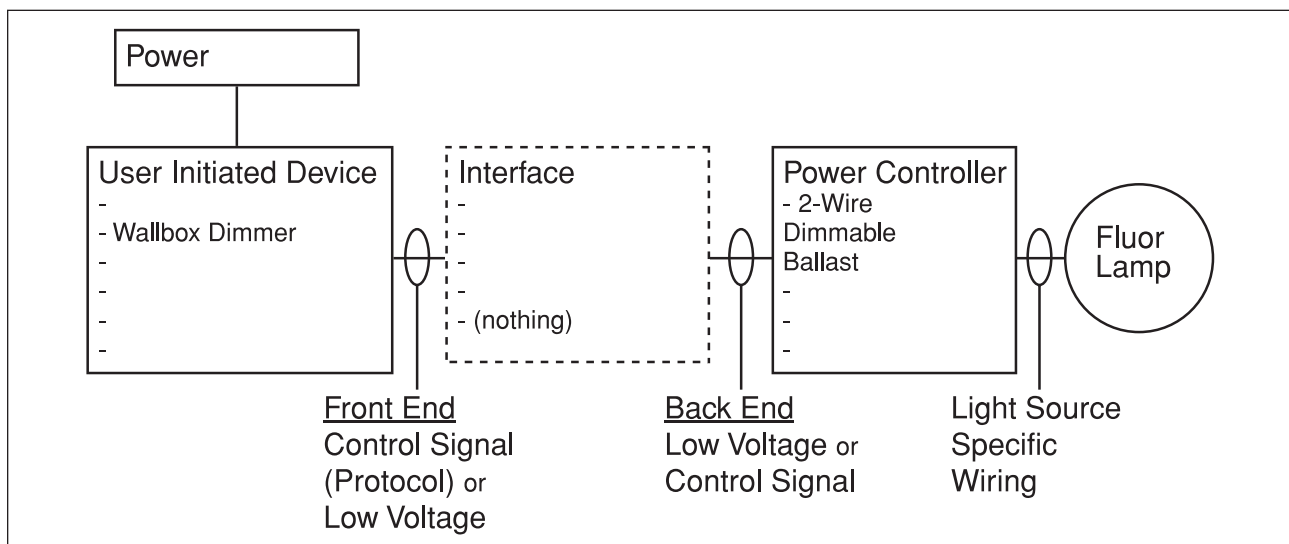 Power
User Initiated Device
-
- Wallbox Dimmer
-
-
-
-
Interface
-
-
-
-
- (nothing)
Power Controller
- 2-Wire
Dimmable
Ballast
-
-
-
Fluor
Lamp
Front End
Control Signal
(Protocol) or
Low Voltage
Back End
Low Voltage or
Control Signal
Light Source
Specific
Wiring